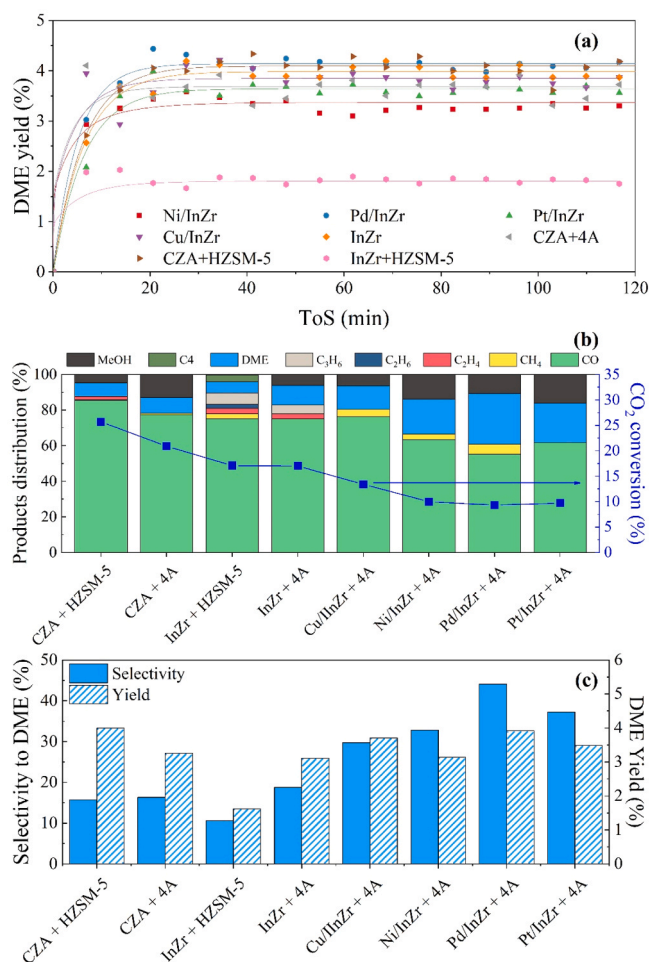 (a)
DME yield (%)
5
4
3
2
1
0
Ni/InZr
Pd/InZr
Pt/InZr
Cu/InZr
InZr
CZA+4A
CZA+HZSM-5
InZr+HZSM-5
0 20 40 60 80 100 120
ToS (min)
(b)
MeOH C4 DME C₃H₆ C₂H₆ C₂H₄ CH₄ CO
Products distribution (%)
100
80
60
40
20
0
35
30
25
20
15
10
5
0
CO₂ conversion (%)
CZA + HZSM-5
CZA + 4A
InZr + HZSM-5
InZr + 4A
Cu/IInZr + 4A
Ni/InZr + 4A
Pd/InZr + 4A
Pt/InZr + 4A
(c)
Selectivity to DME (%)
50
40
30
20
10
0
Selectivity
Yield
6
5
4
3
2
1
0
DME Yield (%)
CZA + HZSM-5
CZA + 4A
InZr + HZSM-5
InZr + 4A
Cu/IInZr + 4A
Ni/InZr + 4A
Pd/InZr + 4A
Pt/InZr + 4A